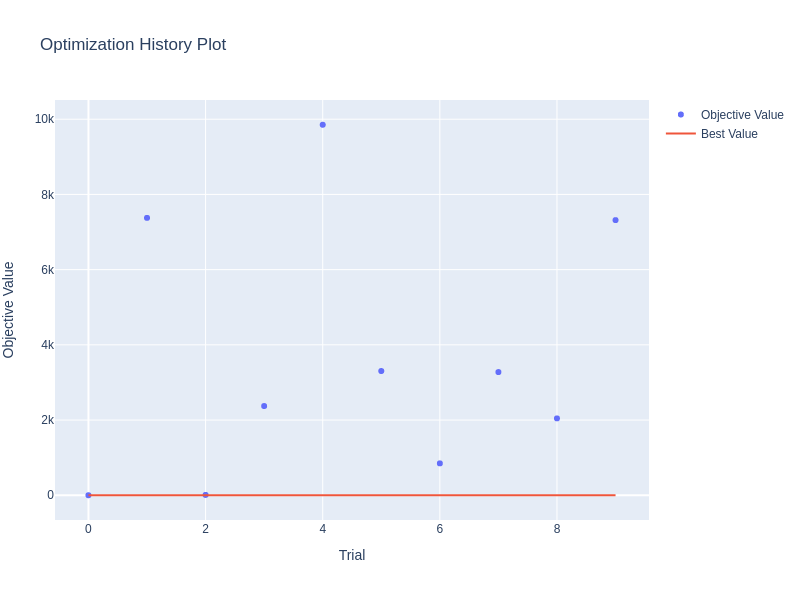 Optimization History Plot
Objective Value
Best Value
10k
8k
6k
4k
2k
0
Objective Value
0
2
4
6
8
Trial